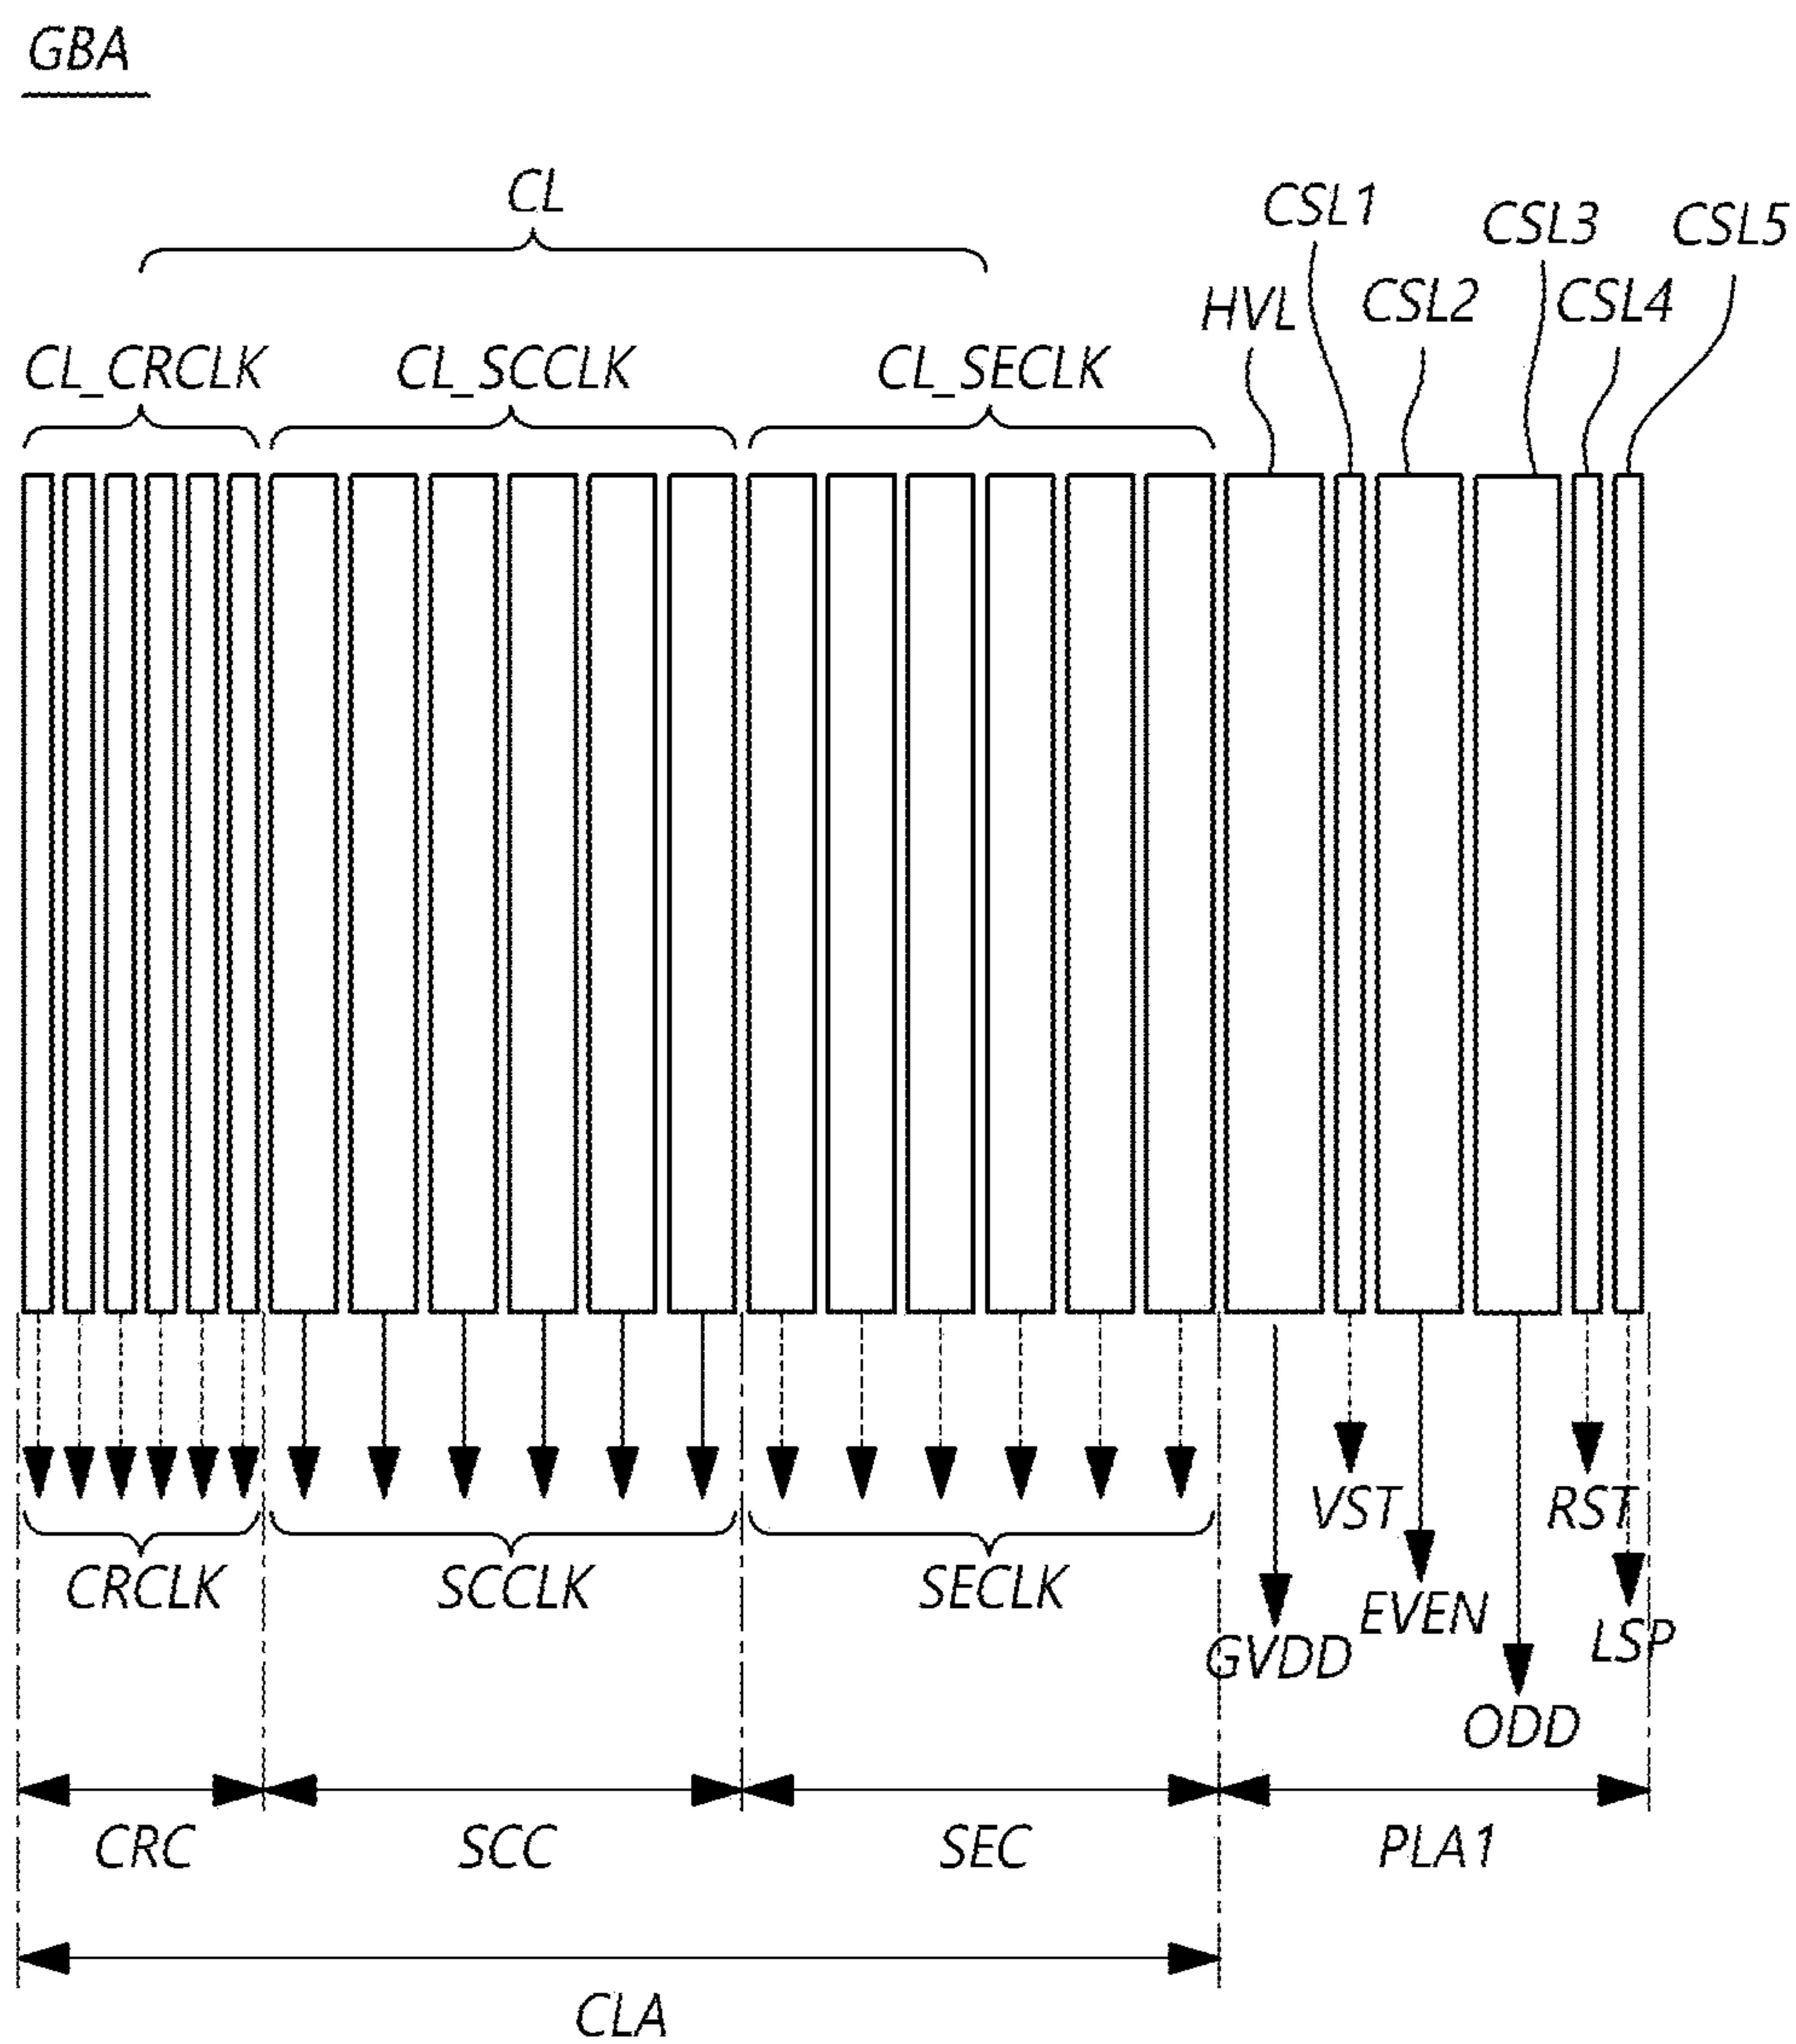 GBA
CL
CSL1
CSL3
CSL5
HVL
CSL2
CSL4
CL_CRCLK
CL_SCCLK
CL_SECLK
VST
RST
CRCLK
SCCLK
SECLK
EVEN
GVDD
LSP
ODD
CRC
SCC
SEC
PLA1
CLA